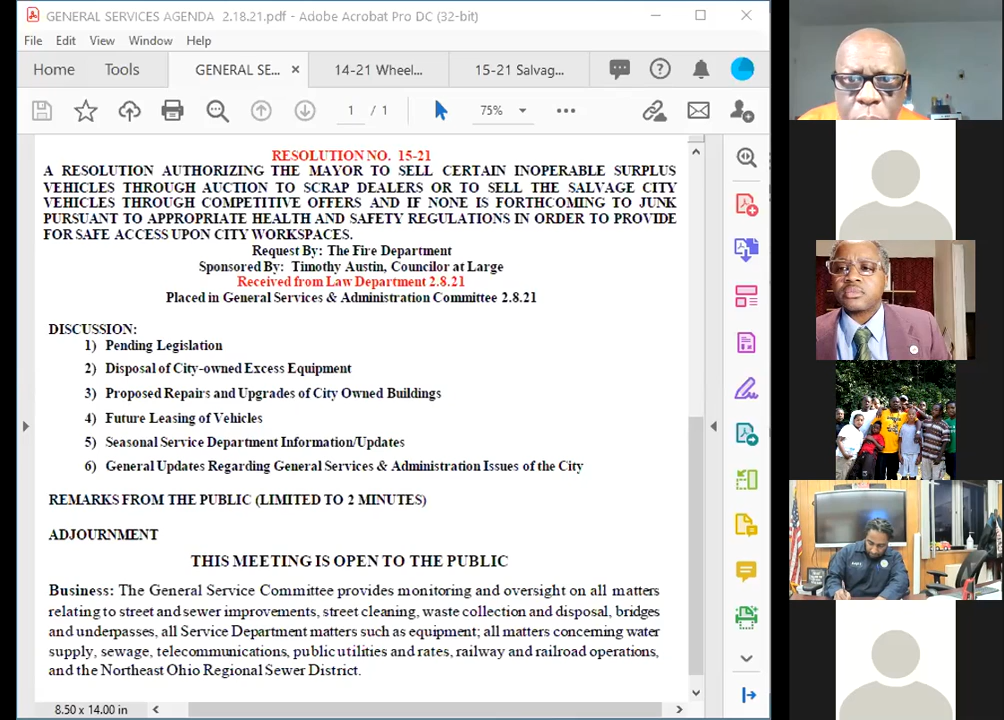 GENERAL SERVICES AGENDA 2.18.21.pdf - Adobe Acrobat Pro DC (32-bit)
File Edit View Window Help
Home Tools GENERAL SE... × 14-21 Wheel... 15-21 Salvag...
1 / 1 75%
RESOLUTION NO. 15-21
A RESOLUTION AUTHORIZING THE MAYOR TO SELL CERTAIN INOPERABLE SURPLUS
VEHICLES THROUGH AUCTION TO SCRAP DEALERS OR TO SELL THE SALVAGE CITY
VEHICLES THROUGH COMPETITIVE OFFERS AND IF NONE IS FORTHCOMING TO JUNK
PURSUANT TO APPROPRIATE HEALTH AND SAFETY REGULATIONS IN ORDER TO PROVIDE
FOR SAFE ACCESS UPON CITY WORKSPACES.
Request By: The Fire Department
Sponsored By: Timothy Austin, Councilor at Large
Received from Law Department 2.8.21
Placed in General Services & Administration Committee 2.8.21
DISCUSSION:
1) Pending Legislation
2) Disposal of City-owned Excess Equipment
3) Proposed Repairs and Upgrades of City Owned Buildings
4) Future Leasing of Vehicles
5) Seasonal Service Department Information/Updates
6) General Updates Regarding General Services & Administration Issues of the City
REMARKS FROM THE PUBLIC (LIMITED TO 2 MINUTES)
ADJOURNMENT
THIS MEETING IS OPEN TO THE PUBLIC
Business: The General Service Committee provides monitoring and oversight on all matters
relating to street and sewer improvements, street cleaning, waste collection and disposal, bridges
and underpasses, all Service Department matters such as equipment; all matters concerning water
supply, sewage, telecommunications, public utilities and rates, railway and railroad operations,
and the Northeast Ohio Regional Sewer District.
8.50 x 14.00 in